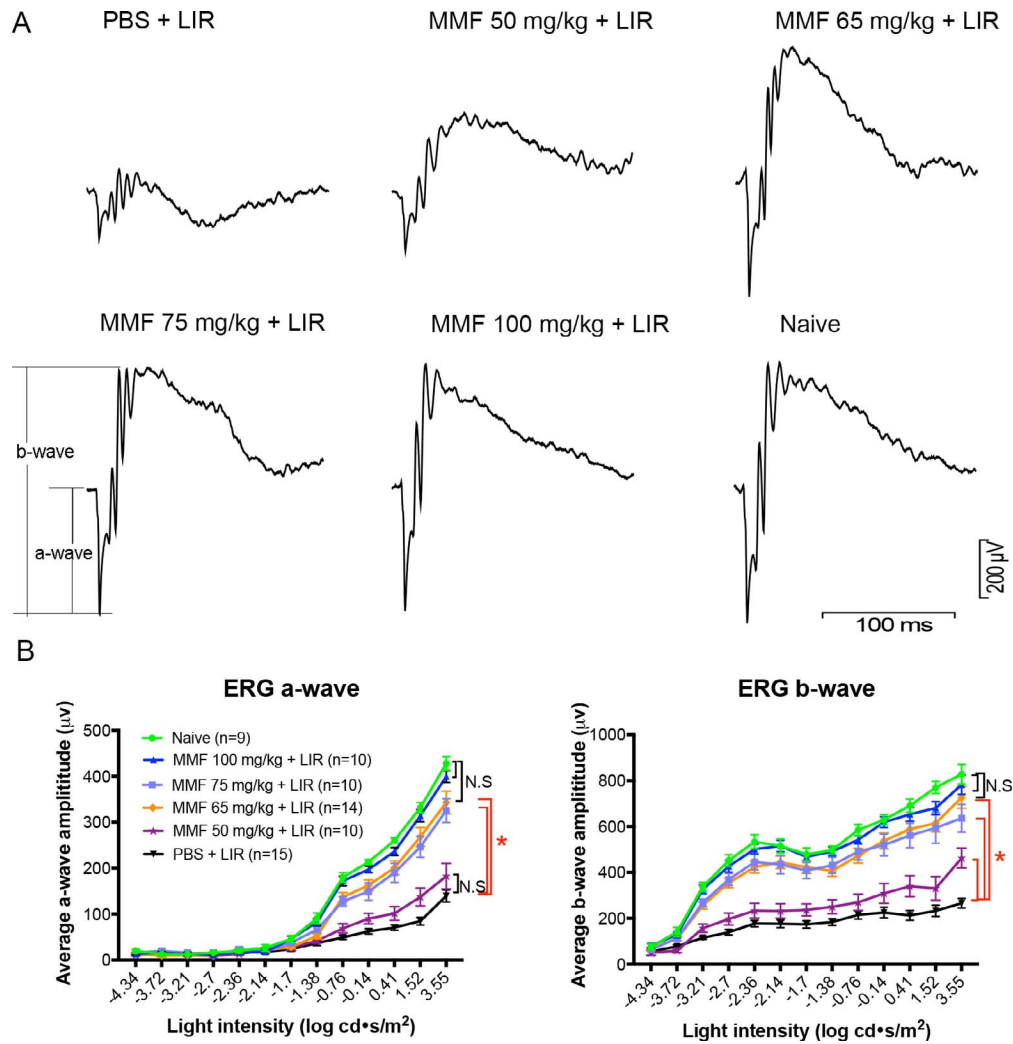 A
PBS + LIR
MMF 50 mg/kg + LIR
MMF 65 mg/kg + LIR
MMF 75 mg/kg + LIR
MMF 100 mg/kg + LIR
Naive
b-wave
a-wave
200 μV
100 ms
B
ERG a-wave
Average a-wave ampltitude (μv)
500
400
300
200
100
0
Naive (n=9)
MMF 100 mg/kg + LIR (n=10)
MMF 75 mg/kg + LIR (n=10)
MMF 65 mg/kg + LIR (n=14)
MMF 50 mg/kg + LIR (n=10)
PBS + LIR (n=15)
N.S
*
N.S
-4.34
-3.72
-3.21
-2.7
-2.36
-2.14
-1.7
-1.38
-0.76
-0.14
0.41
1.52
3.55
Light intensity (log cd•s/m²)
ERG b-wave
Average b-wave amplitude (μv)
1000
800
600
400
200
0
N.S
*
-4.34
-3.72
-3.21
-2.7
-2.36
-2.14
-1.7
-1.38
-0.76
-0.14
0.41
1.52
3.55
Light intensity (log cd•s/m²)